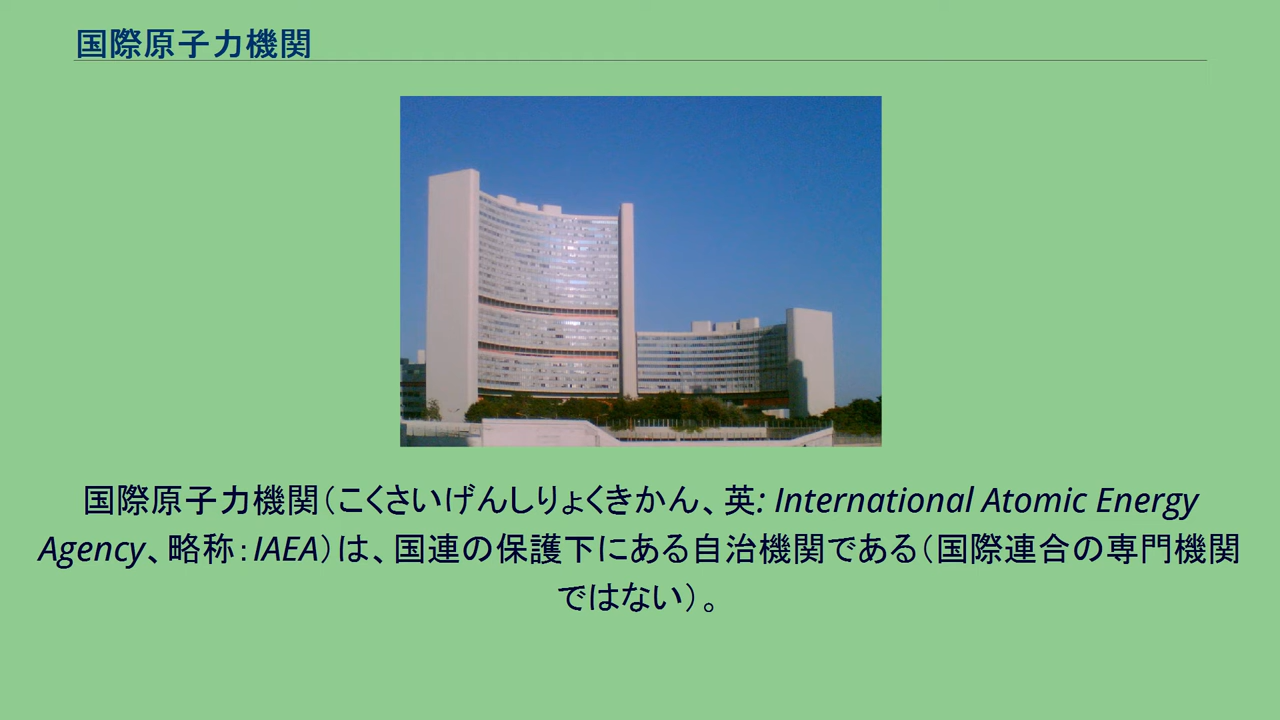 国際原子力機関
国際原子力機関（こくさいげんしりょくきかん、英: International Atomic Energy
Agency、略称：IAEA）は、国連の保護下にある自治機関である（国際連合の専門機関
ではない）。